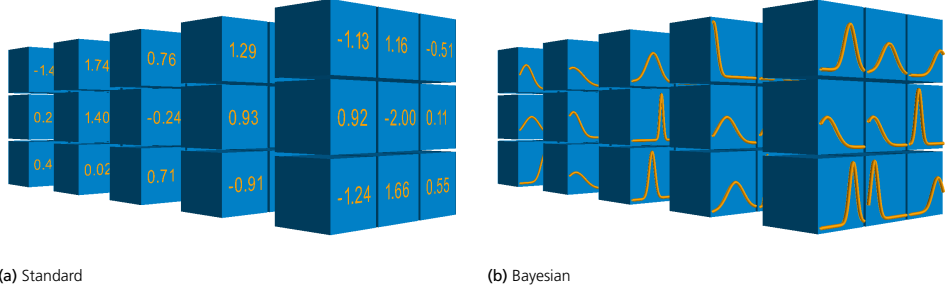 -1.4 1.74 0.76 1.29 -1.13 1.16 -0.51
0.2 1.40 -0.24 0.93 0.92 -2.00 0.11
0.4 0.02 0.71 -0.91 -1.24 1.66 0.55
(a) Standard (b) Bayesian